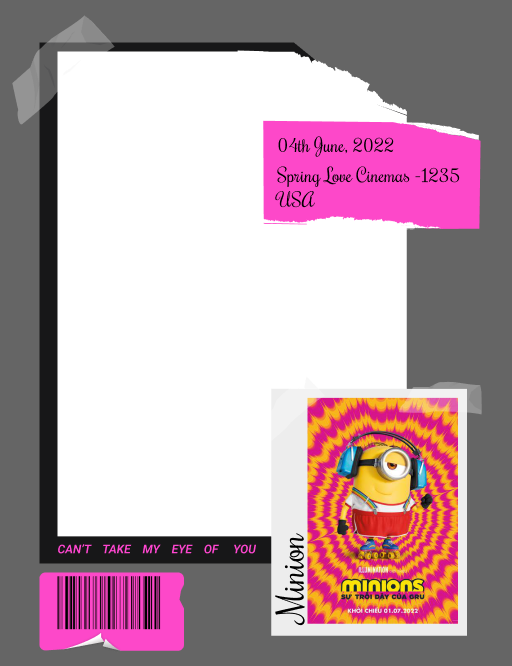 04th June, 2022
Spring Love Cinemas -1235
USA
CAN'T TAKE MY EYE OF YOU
Minion
ILLUMINATION
minions
SỰ TRỖI DẬY CỦA GRU
KHỞI CHIẾU 01.07.2022